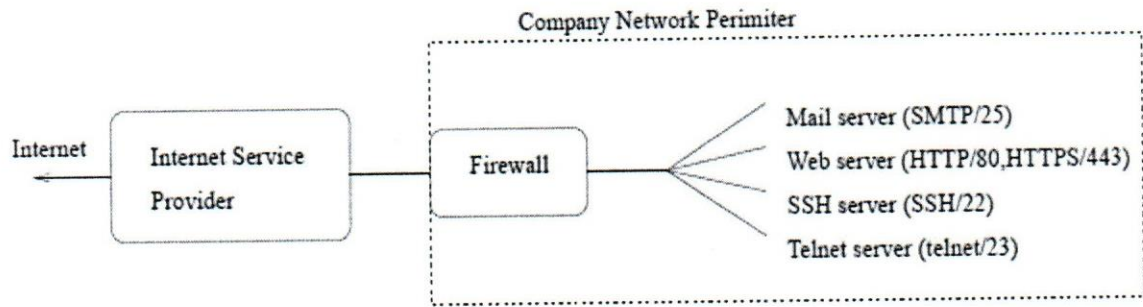 Company Network Perimiter
Internet
Internet Service
Provider
Firewall
Mail server (SMTP/25)
Web server (HTTP/80,HTTPS/443)
SSH server (SSH/22)
Telnet server (telnet/23)